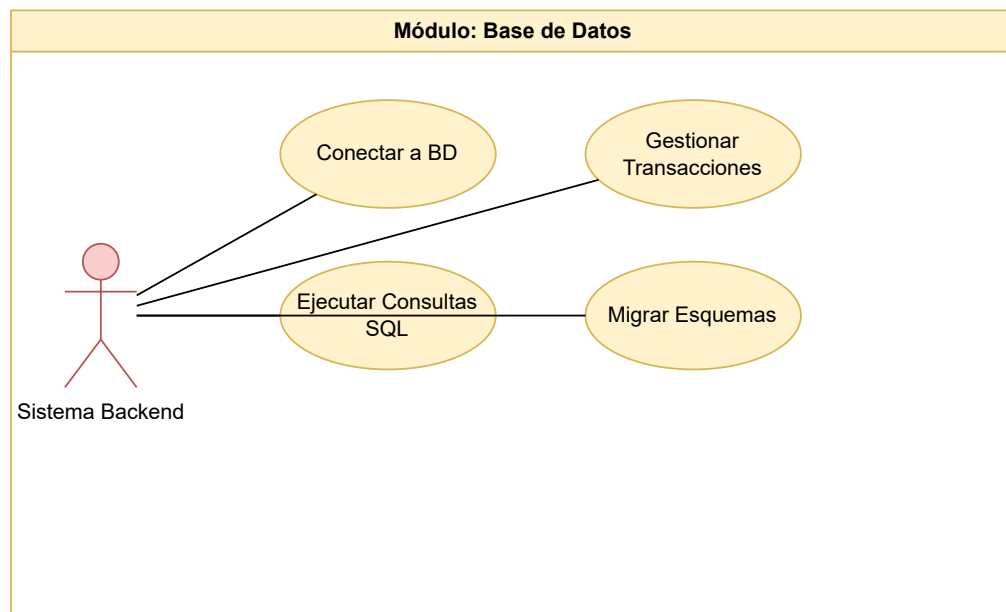 Módulo: Base de Datos
Conectar a BD
Gestionar
Transacciones
Ejecutar Consultas
SQL
Migrar Esquemas
Sistema Backend